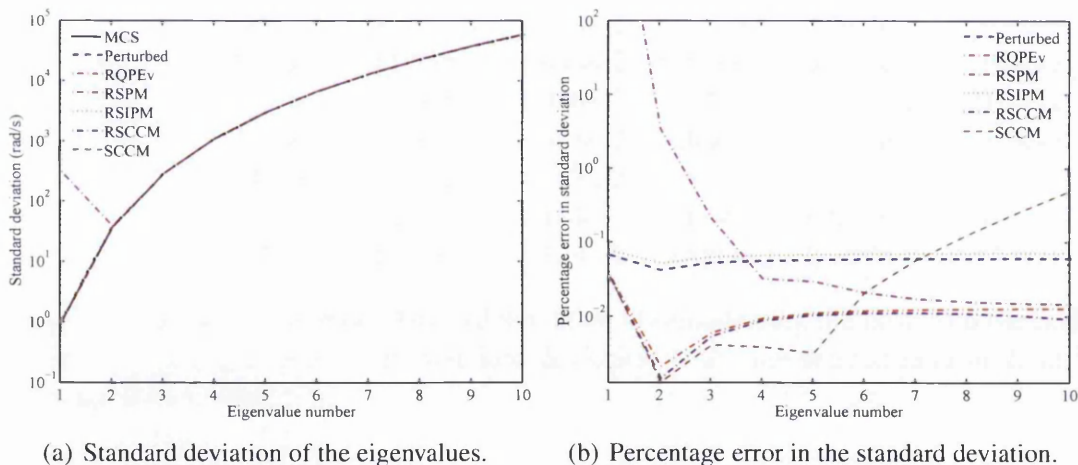 10^5
10^4
10^3
10^2
10^1
10^0
10^-1
Standard deviation (rad/s)
MCS
Perturbed
RQPEv
RSPM
RSIPM
RSCCM
SCCM
1 2 3 4 5 6 7 8 9 10
Eigenvalue number
(a) Standard deviation of the eigenvalues.
10^2
10^1
10^0
10^-1
10^-2
Percentage error in standard deviation
Perturbed
RQPEv
RSPM
RSIPM
RSCCM
SCCM
1 2 3 4 5 6 7 8 9 10
Eigenvalue number
(b) Percentage error in the standard deviation.